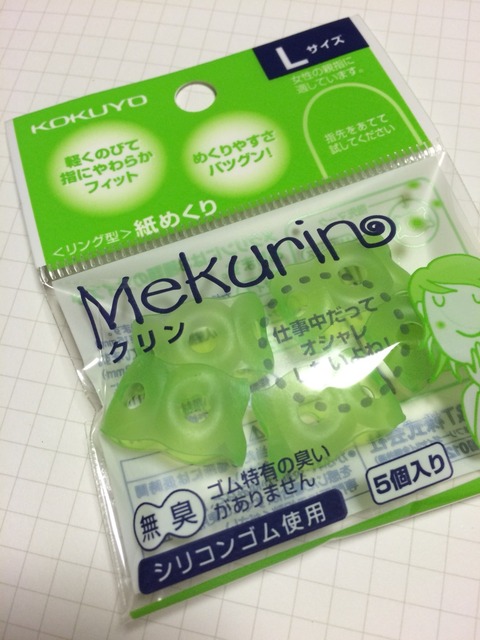 KOKUYO
Lサイズ
女性の親指に
適しています。
軽くのびて
指にやわらか
フィット
めくりやすさ
バツグン!
指先をあてて
試してください
<リング型>紙めくり
Mekurin
クリン
仕事中だって
オシャレ
無臭
ゴム特有の臭い
がありません
5個入り
シリコンゴム使用
株式会社